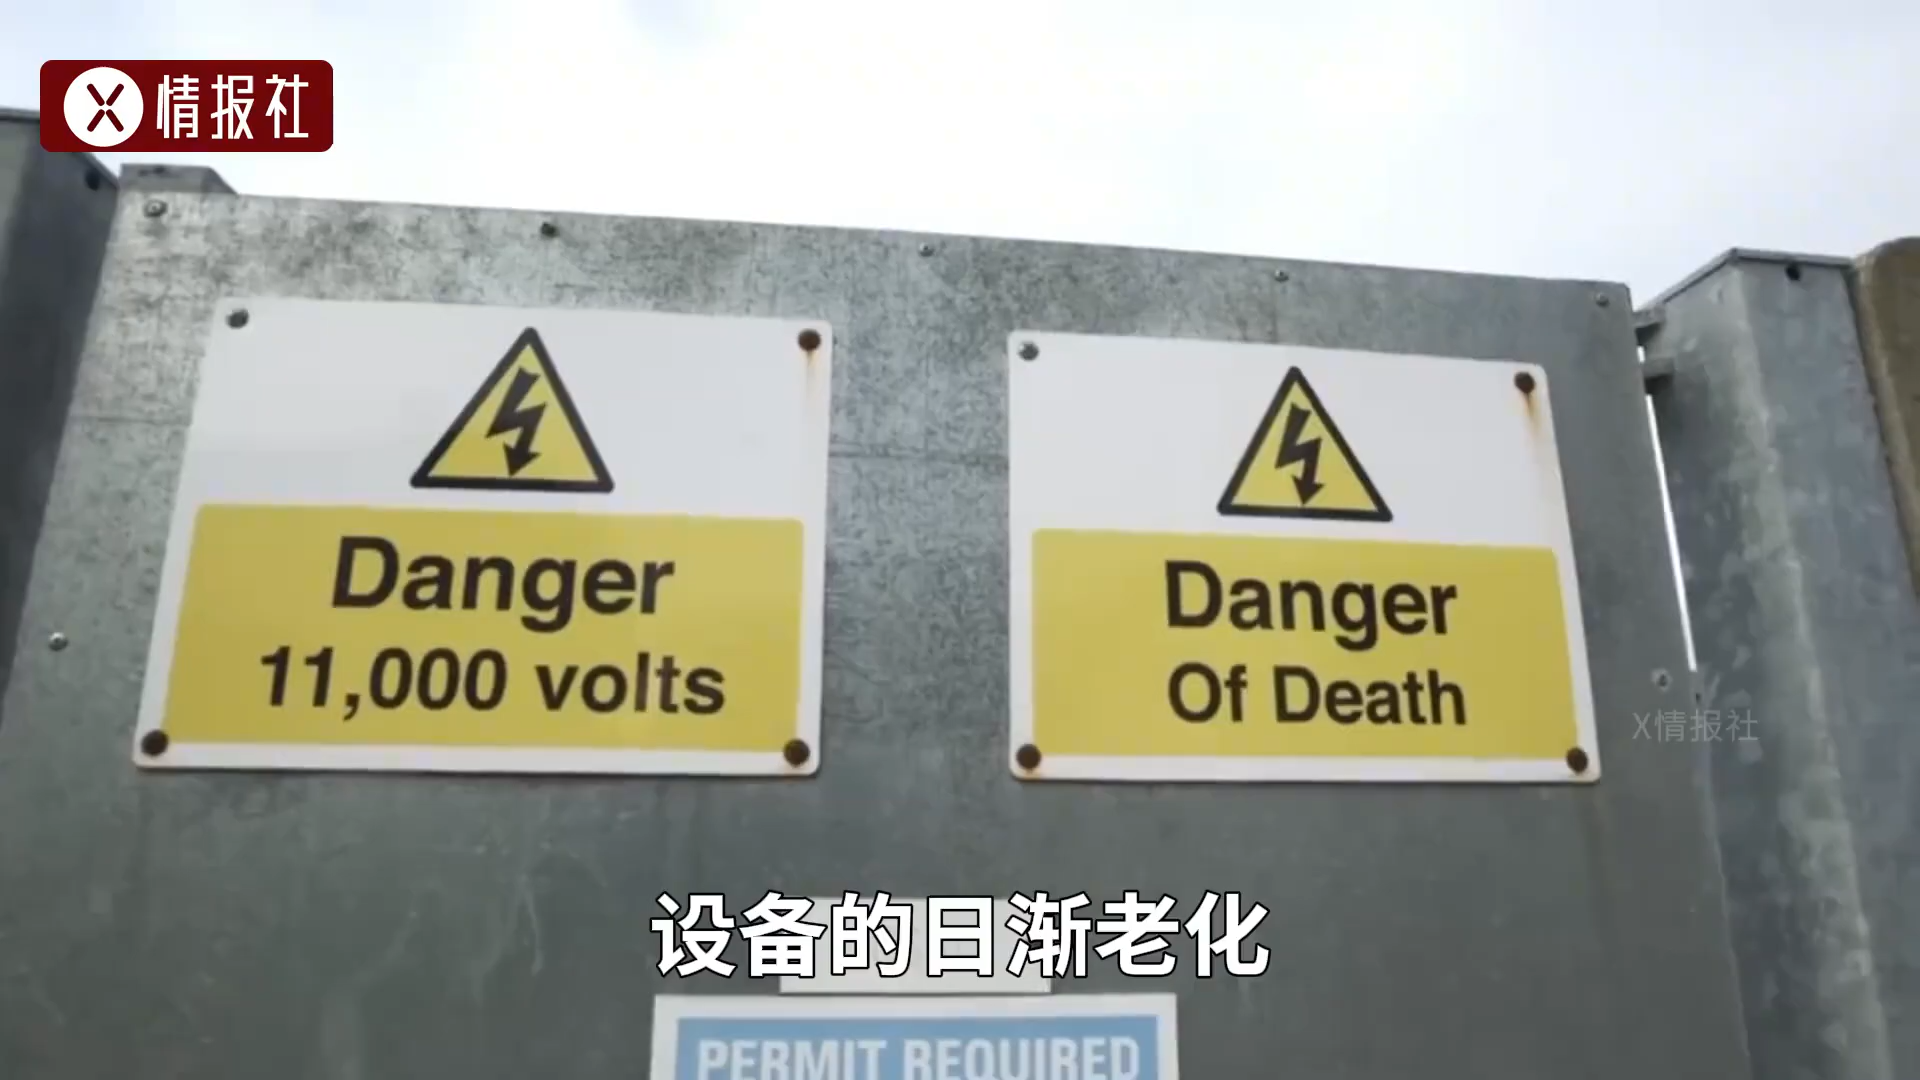 X情报社
Danger
11,000 volts
Danger
Of Death
X情报社
设备的日渐老化
PERMIT REQUIRED